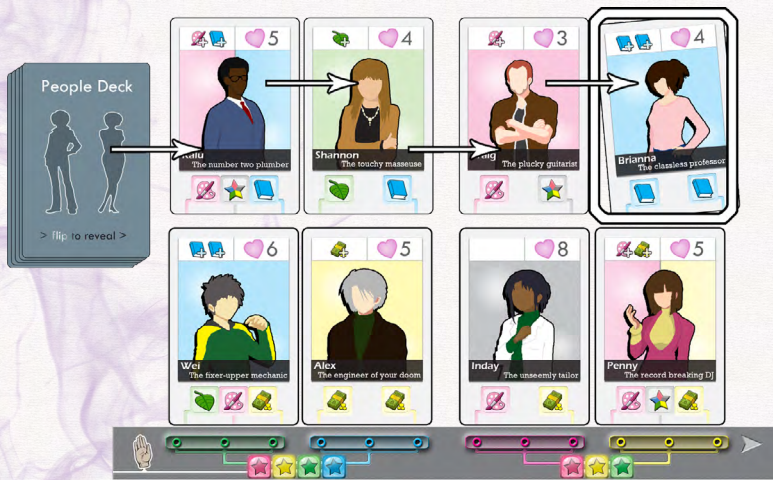 People Deck
> flip to reveal >
5
Kalu
The number two plumber
4
Shannon
The touchy masseuse
3
The plucky guitarist
4
Brianna
The classless professor
6
Wei
The fixer-upper mechanic
5
Alex
The engineer of your doom
8
Inday
The unseemly tailor
5
Penny
The record breaking DJ